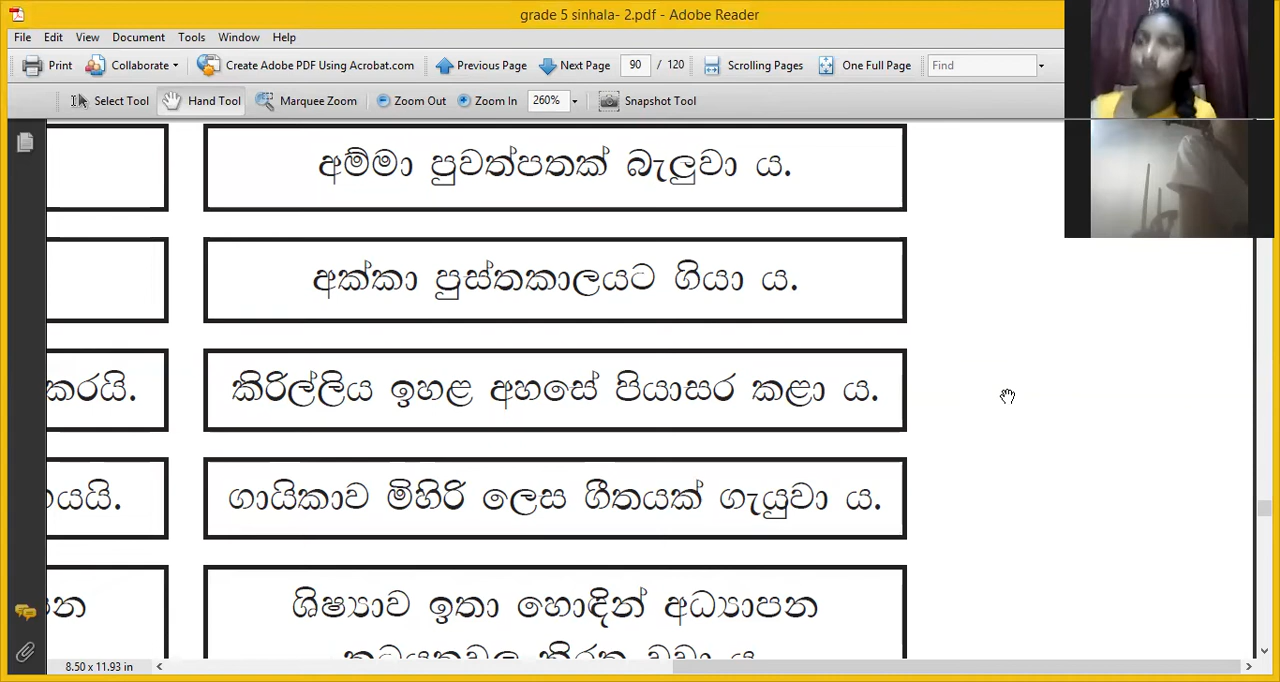 grade 5 sinhala- 2.pdf - Adobe Reader
File Edit View Document Tools Window Help
Print Collaborate Create Adobe PDF Using Acrobat.com Previous Page Next Page 90 / 120 Scrolling Pages One Full Page Find
Select Tool Hand Tool Marquee Zoom Zoom Out Zoom In 260% Snapshot Tool
අම්මා පුවත්පතක් බැලුවා ය.
අක්කා පුස්තකාලයට ගියා ය.
කරයි. කිරිල්ලිය ඉහළ අහසේ පියාසර කළා ය.
ගායිකාව මිහිරි ලෙස ගීතයක් ගැයුවා ය.
ශිෂ්‍යාව ඉතා හොඳින් අධ්‍යාපන
8.50 x 11.93 in